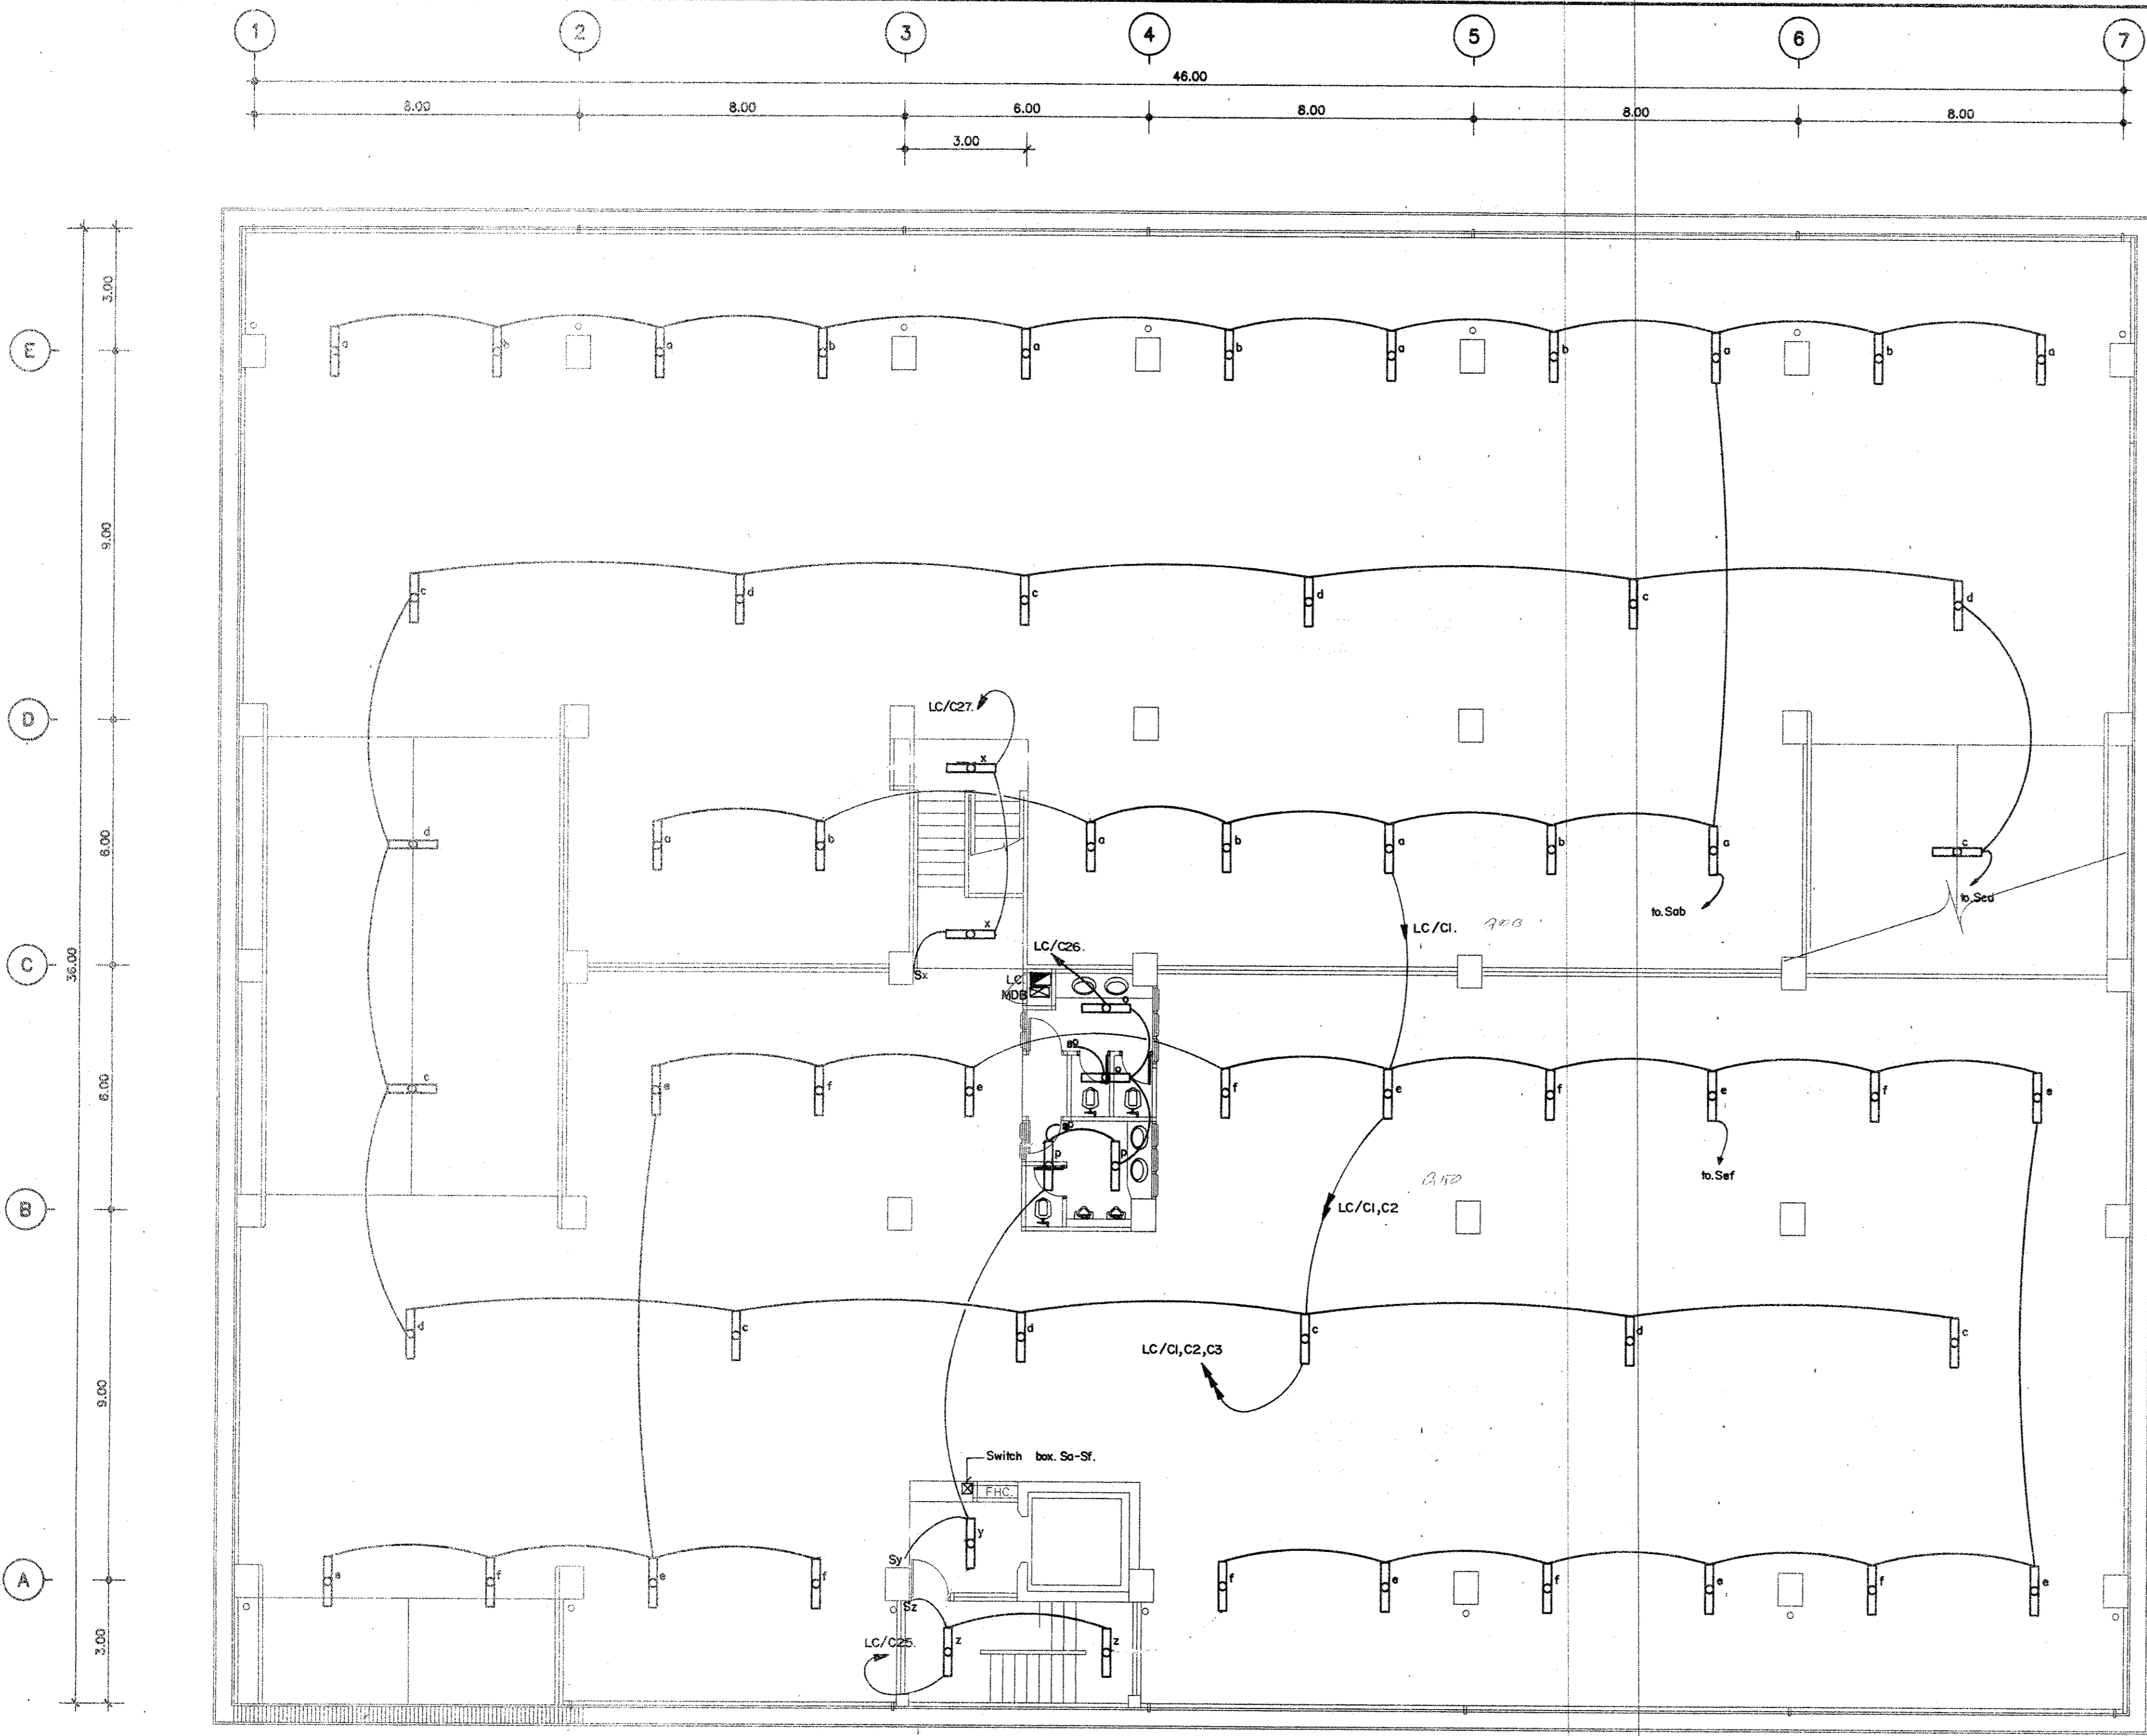 1 2 3 4 5 6 7
46.00
8.00 8.00 6.00 8.00 8.00 8.00
3.00
3.00
E
a b a b a b a b a b a
9.00
c d c d c d
D
LC/C27.
x
6.00
d
a b a b a b a
c
to.Sab
to.Scd
LC/C1.
x
LC/C26.
C
36.00
Sx
LC
MDB
o
6.00
c
e f e
o
f e f e f e
p p
to.Sef
B
LC/C1,C2
d c d c d c
LC/C1,C2,C3
9.00
Switch box. Sa-Sf.
FHC.
y
Sy
A
e f e f
f e f e f e
Sz
z z
LC/C25.
3.00